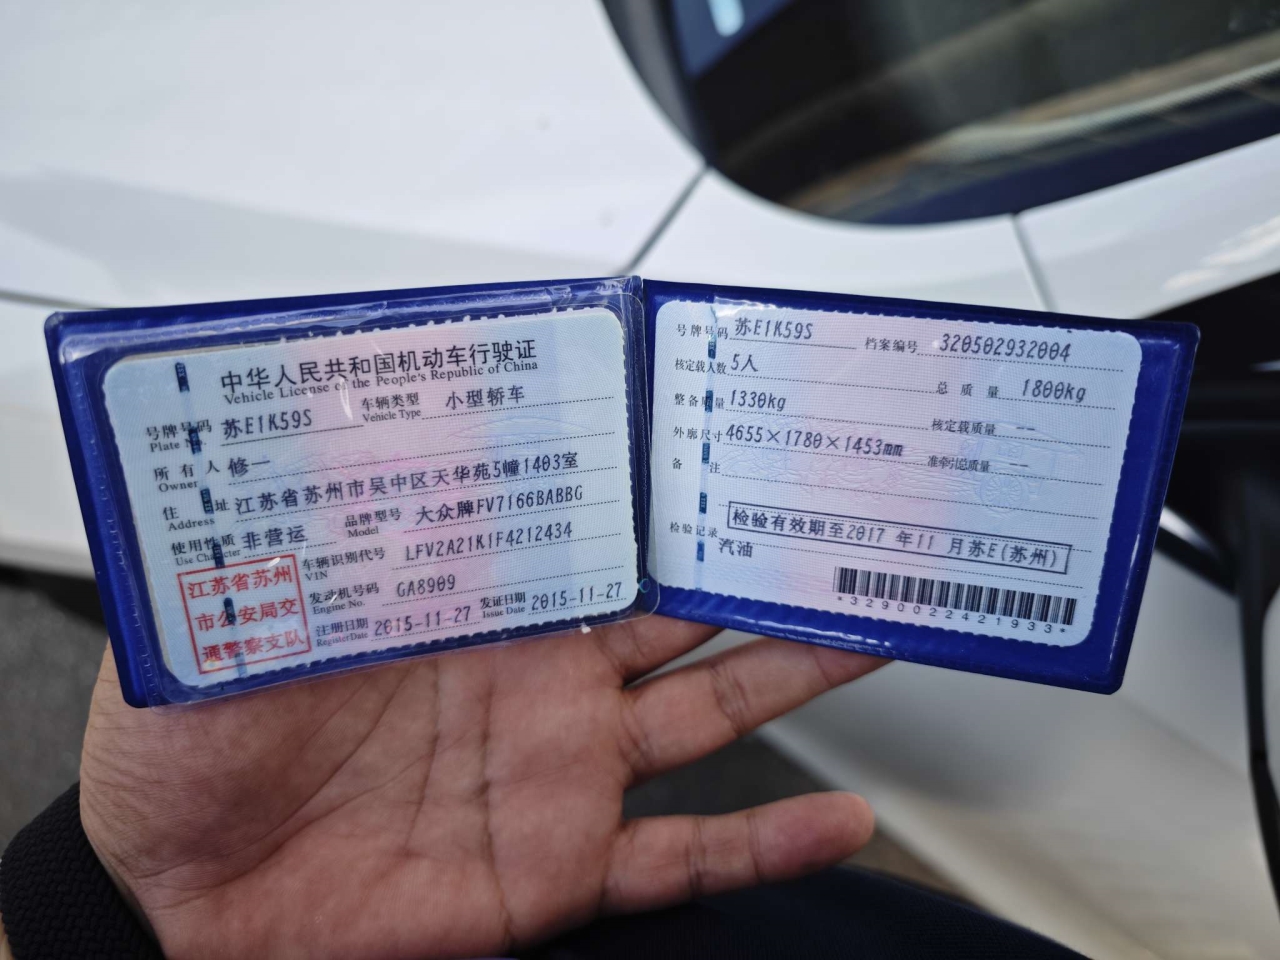 中华人民共和国机动车行驶证
Vehicle License of the People's Republic of China
号牌号码 Plate No. 苏E1K59S 车辆类型 Vehicle Type 小型轿车
所有人 Owner 修一
住址 Address 江苏省苏州市吴中区天华苑5幢1403室
使用性质 Use Character 非营运 品牌型号 Model 大众牌FV7166BABBG
车辆识别代号 VIN LFV2A21K1F4212434
发动机号码 Engine No. GA8909
注册日期 Register Date 2015-11-27 发证日期 Issue Date 2015-11-27
江苏省苏州
市公安局交
通警察支队
号牌号码 苏E1K59S 档案编号 320502932004
核定载人数 5人 总质量 1800kg
整备质量 1330kg 核定载质量 --
外廓尺寸 4655×1780×1453mm 准牵引总质量 --
备注
检验有效期至2017 年11 月苏E(苏州)
检验记录 汽油
*3290022421933*